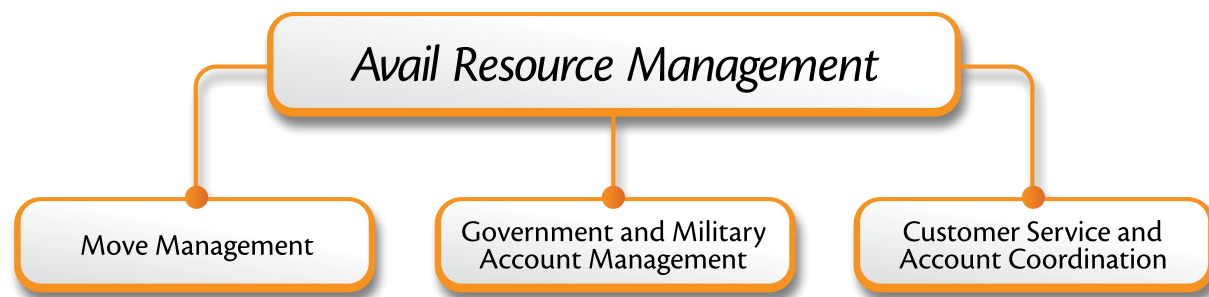 Avail Resource Management
Move Management
Government and Military
Account Management
Customer Service and
Account Coordination